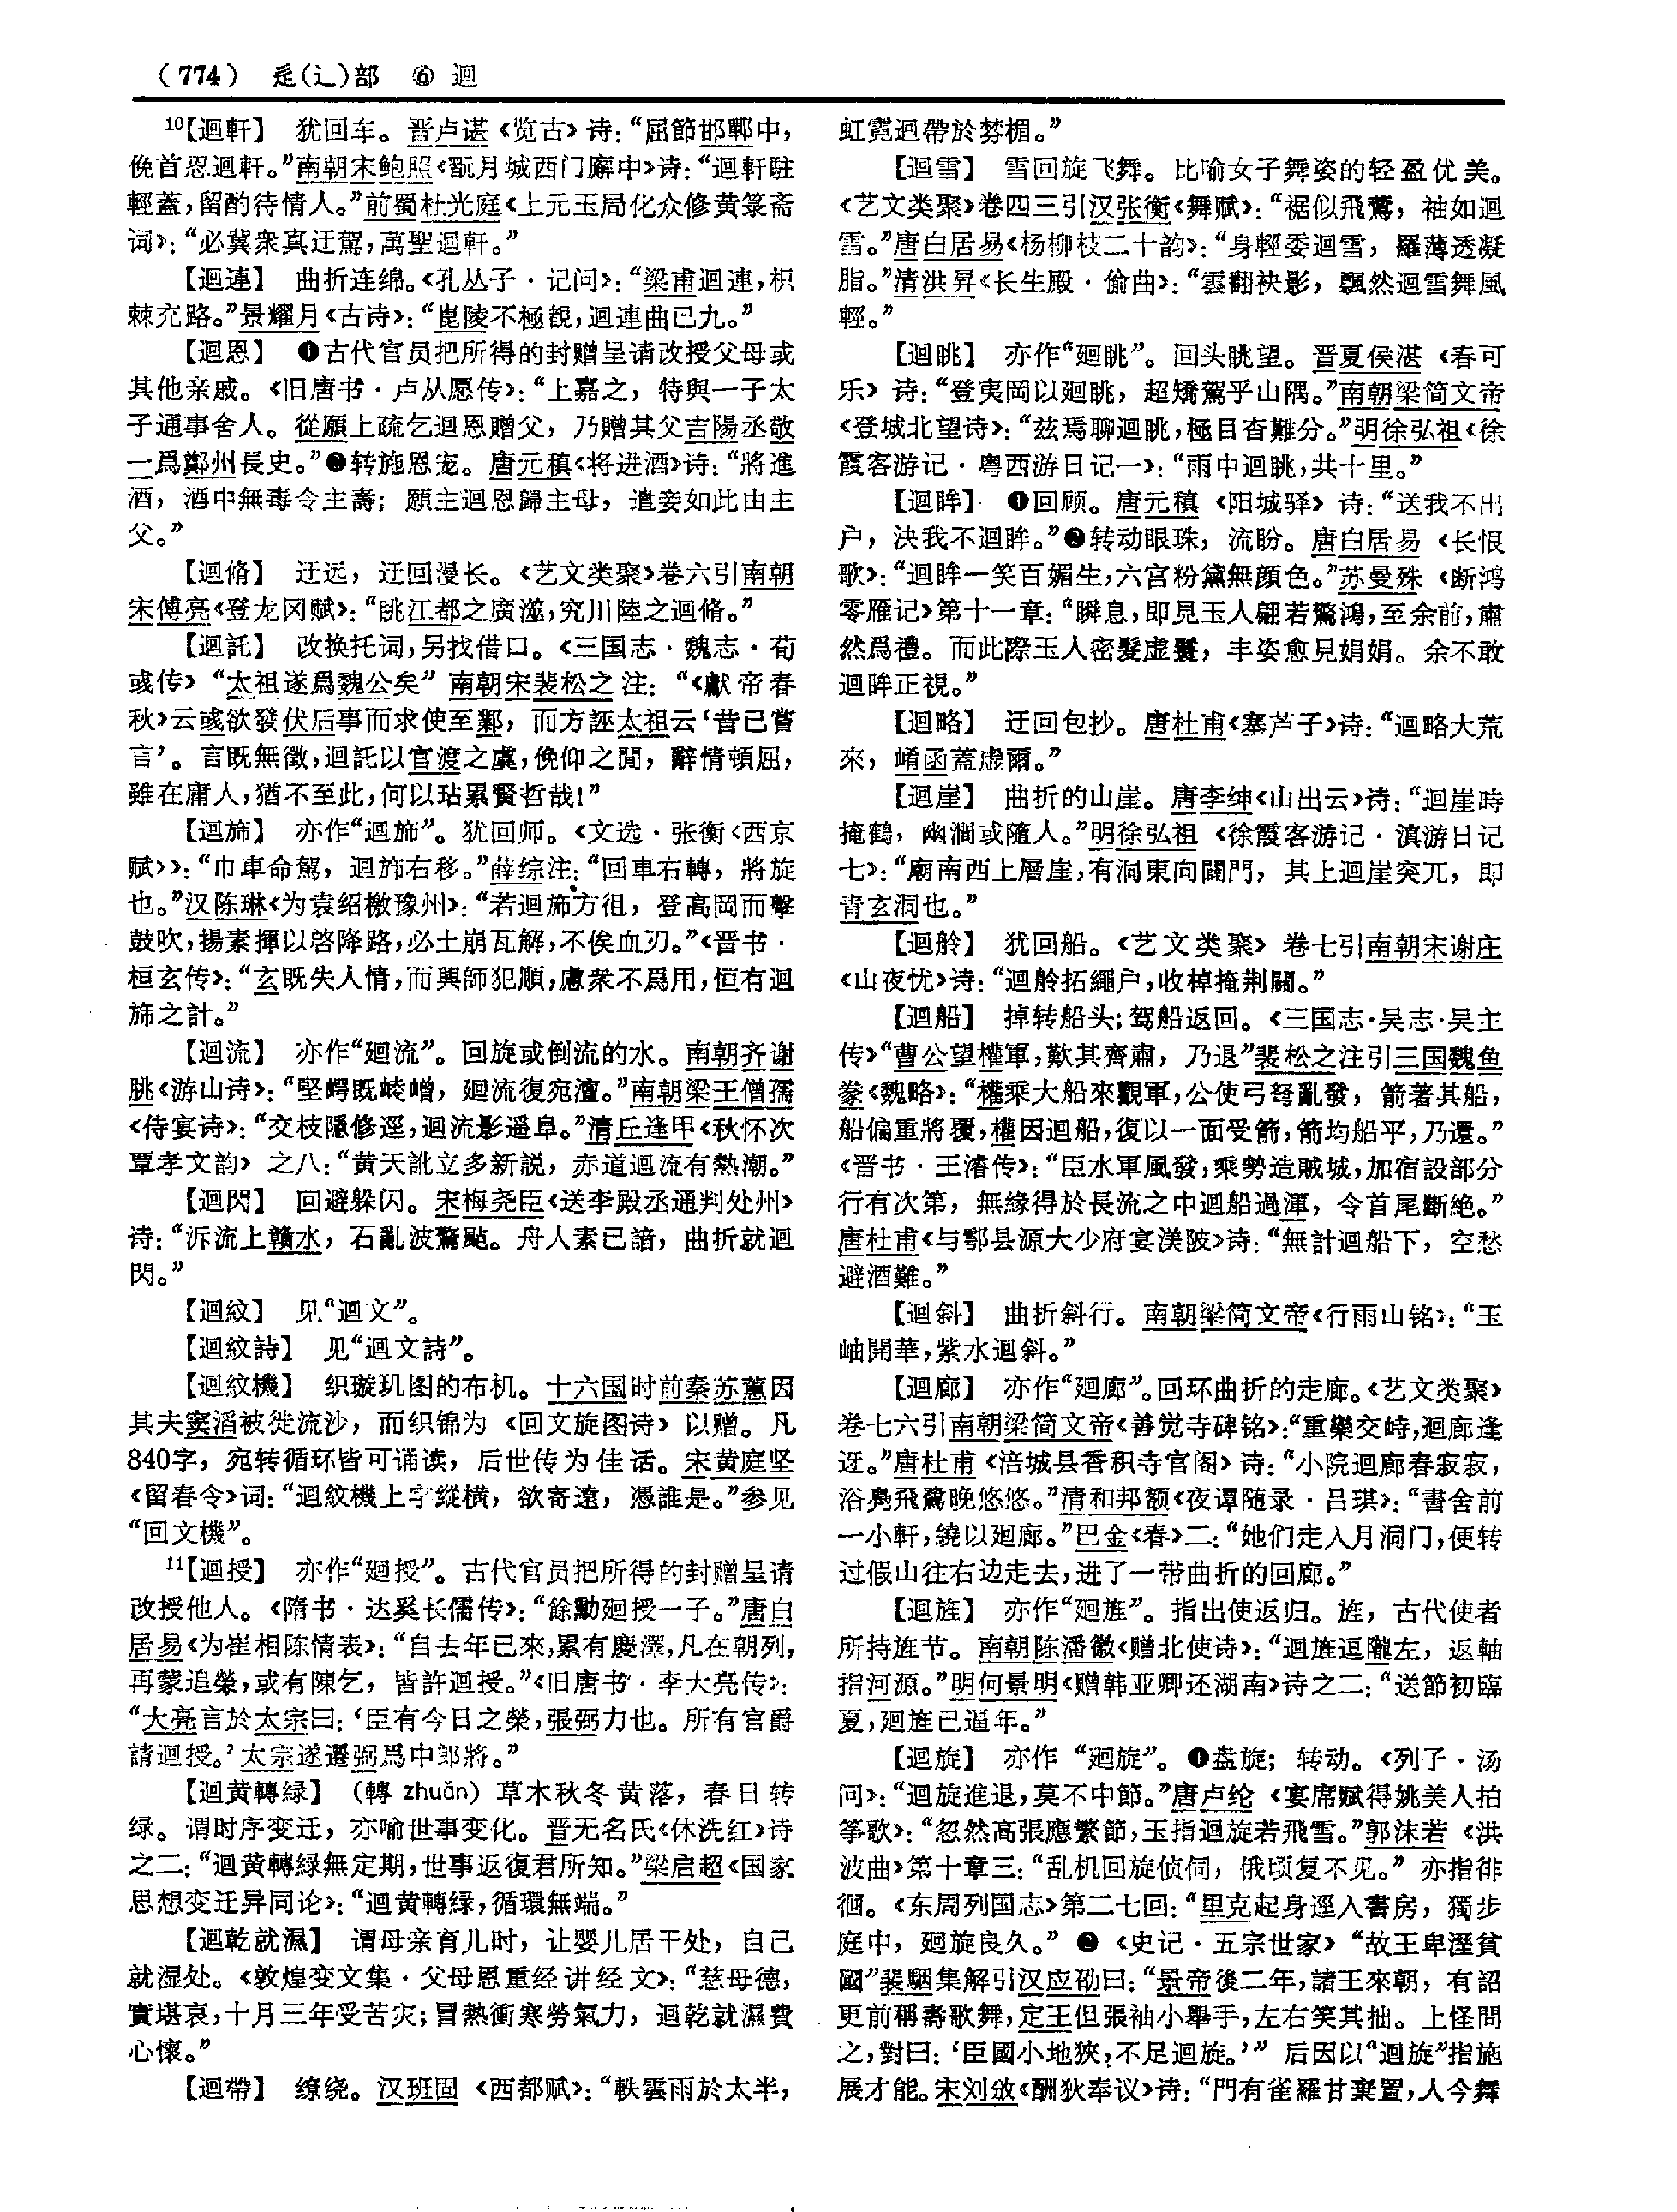 （774） 辵(辶)部 ⑥ 迴
¹⁰【迴軒】 犹回车。晋卢谌《览古》诗：“屈節邯鄲中，
俛首忍迴軒。”南朝宋鲍照《翫月城西门廨中》诗：“迴軒駐
輕蓋，留酌待情人。”前蜀杜光庭《上元玉局化众修黄箓斋
词》：“必冀衆真迂駕，萬聖迴軒。”
【迴連】 曲折连绵。《孔丛子·记问》：“梁甫迴連，枳
棘充路。”景耀月《古诗》：“崑陵不極覩，迴連曲已九。”
【迴恩】 ❶古代官员把所得的封赠呈请改授父母或
其他亲戚。《旧唐书·卢从愿传》：“上嘉之，特與一子太
子通事舍人。從願上疏乞迴恩贈父，乃贈其父吉陽丞敬
一爲鄭州長史。”❷转施恩宠。唐元稹《将进酒》诗：“將進
酒，酒中無毒令主壽；願主迴恩歸主母，遣妾如此由主
父。”
【迴脩】 迂远，迂回漫长。《艺文类聚》卷六引南朝
宋傅亮《登龙冈赋》：“眺江都之廣滋，究川陸之迴脩。”
【迴託】 改换托词，另找借口。《三国志·魏志·荀
彧传》“太祖遂爲魏公矣”南朝宋裴松之注：“《獻帝春
秋》云彧欲發伏后事而求使至鄴，而方誣太祖云‘昔已嘗
言’。言既無徵，迴託以官渡之虞，俛仰之間，辭情頓屈，
雖在庸人，猶不至此，何以玷累賢哲哉！”
【迴斾】 亦作“迴旆”。犹回师。《文选·张衡〈西京
赋〉》：“巾車命駕，迴斾右移。”薛综注：“回車右轉，將旋
也。”汉陈琳《为袁绍檄豫州》：“若迴旆方徂，登高岡而擊
鼓吹，揚素揮以啓降路，必土崩瓦解，不俟血刃。”《晋书·
桓玄传》：“玄既失人情，而興師犯順，慮衆不爲用，恒有迴
斾之計。”
【迴流】 亦作“廻流”。回旋或倒流的水。南朝齐谢
朓《游山诗》：“堅崿既崚嶒，廻流復宛澶。”南朝梁王僧孺
《侍宴诗》：“交枝隱修逕，迴流影遥阜。”清丘逢甲《秋怀次
覃孝文韵》之八：“黄天訛立多新説，赤道迴流有熱潮。”
【迴閃】 回避躲闪。宋梅尧臣《送李殿丞通判处州》
诗：“泝流上贛水，石亂波驚颭。舟人素已諳，曲折就迴
閃。”
【迴紋】 见“迴文”。
【迴紋詩】 见“迴文詩”。
【迴紋機】 织璇玑图的布机。十六国时前秦苏蕙因
其夫窦滔被徙流沙，而织锦为《回文旋图诗》以赠。凡
840字，宛转循环皆可诵读，后世传为佳话。宋黄庭坚
《留春令》词：“迴紋機上字縱横，欲寄遠，憑誰是。”参见
“回文機”。
¹¹【迴授】 亦作“廻授”。古代官员把所得的封赠呈请
改授他人。《隋书·达奚长儒传》：“餘勳廻授一子。”唐白
居易《为崔相陈情表》：“自去年已來，累有慶澤，凡在朝列，
再蒙追榮，或有陳乞，皆許迴授。”《旧唐书·李大亮传》：
“大亮言於太宗曰：‘臣有今日之榮，張弼力也。所有官爵
請迴授。’太宗遂遷弼爲中郎將。”
【迴黄轉緑】 （轉 zhuǎn）草木秋冬黄落，春日转
绿。谓时序变迁，亦喻世事变化。晋无名氏《休洗红》诗
之二：“迴黄轉緑無定期，世事返復君所知。”梁启超《国家
思想变迁异同论》：“迴黄轉緑，循環無端。”
【迴乾就濕】 谓母亲育儿时，让婴儿居干处，自己
就湿处。《敦煌变文集·父母恩重经讲经文》：“慈母德，
實堪哀，十月三年受苦灾；冒熱衝寒勞氣力，迴乾就濕費
心懷。”
【迴帶】 缭绕。汉班固《西都赋》：“軼雲雨於太半，
虹霓迴帶於棼楣。”
【迴雪】 雪回旋飞舞。比喻女子舞姿的轻盈优美。
《艺文类聚》卷四三引汉张衡《舞赋》：“裾似飛鸞，袖如迴
雪。”唐白居易《杨柳枝二十韵》：“身輕委迴雪，羅薄透凝
脂。”清洪昇《长生殿·偷曲》：“雲翻袂影，飄然迴雪舞風
輕。”
【迴眺】 亦作“廻眺”。回头眺望。晋夏侯湛《春可
乐》诗：“登夷岡以廻眺，超矯駕乎山隅。”南朝梁简文帝
《登城北望诗》：“兹焉聊迴眺，極目杳難分。”明徐弘祖《徐
霞客游记·粤西游日记一》：“雨中迴眺，共十里。”
【迴眸】 ❶回顾。唐元稹《阳城驿》诗：“送我不出
户，決我不迴眸。”❷转动眼珠，流盼。唐白居易《长恨
歌》：“迴眸一笑百媚生，六宫粉黛無顔色。”苏曼殊《断鸿
零雁记》第十一章：“瞬息，即見玉人翩若驚鴻，至余前，肅
然爲禮。而此際玉人密髮虚鬟，丰姿愈見娟娟。余不敢
迴眸正視。”
【迴略】 迂回包抄。唐杜甫《塞芦子》诗：“迴略大荒
來，崤函蓋虚爾。”
【迴崖】 曲折的山崖。唐李绅《山出云》诗：“迴崖時
掩鶴，幽澗或隨人。”明徐弘祖《徐霞客游记·滇游日记
七》：“廟南西上層崖，有洞東向闢門，其上迴崖突兀，即
青玄洞也。”
【迴舲】 犹回船。《艺文类聚》卷七引南朝宋谢庄
《山夜忧》诗：“迴舲拓繩户，收棹掩荆關。”
【迴船】 掉转船头；驾船返回。《三国志·吴志·吴主
传》“曹公望權軍，歎其齊肅，乃退”裴松之注引三国魏鱼
豢《魏略》：“權乘大船來觀軍，公使弓弩亂發，箭著其船，
船偏重將覆，權因迴船，復以一面受箭，箭均船平，乃還。”
《晋书·王濬传》：“臣水軍風發，乘勢造賊城，加宿設部分
行有次第，無緣得於長流之中迴船過渾，令首尾斷絶。”
唐杜甫《与鄠县源大少府宴渼陂》诗：“無計迴船下，空愁
避酒難。”
【迴斜】 曲折斜行。南朝梁简文帝《行雨山铭》：“玉
岫開華，紫水迴斜。”
【迴廊】 亦作“廻廊”。回环曲折的走廊。《艺文类聚》
卷七六引南朝梁简文帝《善觉寺碑铭》：“重欒交峙，迴廊逢
迓。”唐杜甫《涪城县香积寺官阁》诗：“小院迴廊春寂寂，
浴鳬飛鷺晚悠悠。”清和邦额《夜谭随录·吕琪》：“書舍前
一小軒，繞以廻廊。”巴金《春》二：“她们走入月洞门，便转
过假山往右边走去，进了一带曲折的回廊。”
【迴旌】 亦作“廻旌”。指出使返归。旌，古代使者
所持旌节。南朝陈潘徽《赠北使诗》：“迴旌逗隴左，返軸
指河源。”明何景明《赠韩亚卿还湖南》诗之二：“送節初臨
夏，廻旌已逼年。”
【迴旋】 亦作“廻旋”。❶盘旋；转动。《列子·汤
问》：“迴旋進退，莫不中節。”唐卢纶《宴席赋得姚美人拍
筝歌》：“忽然高張應繁節，玉指迴旋若飛雪。”郭沫若《洪
波曲》第十章三：“乱机回旋侦伺，俄顷复不见。”亦指徘
徊。《东周列国志》第二七回：“里克起身逕入書房，獨步
庭中，廻旋良久。”❷《史记·五宗世家》“故王卑溼貧
國”裴駰集解引汉应劭曰：“景帝後二年，諸王來朝，有詔
更前稱壽歌舞，定王但張袖小舉手，左右笑其拙。上怪問
之，對曰：‘臣國小地狹，不足迴旋。’”后因以“迴旋”指施
展才能。宋刘攽《酬狄奉议》诗：“門有雀羅甘棄置，人今舞